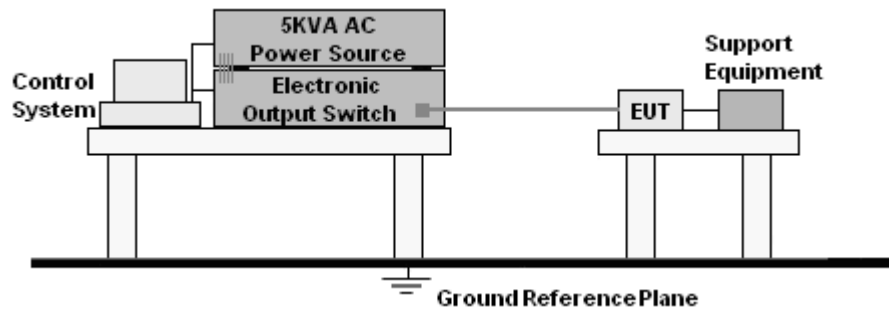 5KVA AC
Power Source
Electronic
Output Switch
Control
System
EUT
Support
Equipment
Ground Reference Plane